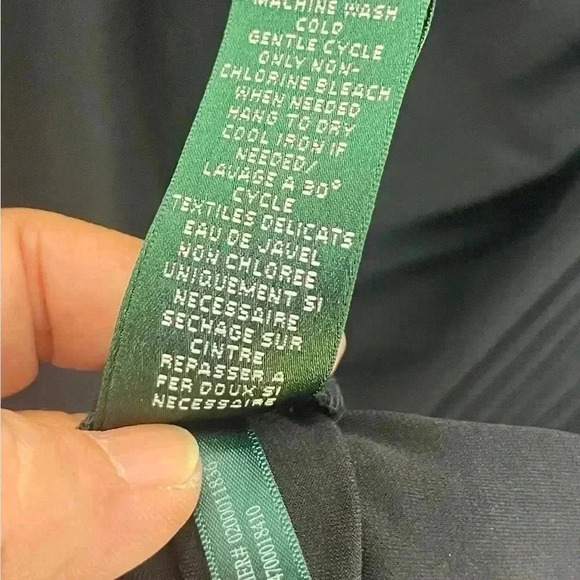 MACHINE WASH
COLD
GENTLE CYCLE
ONLY NON-
CHLORINE BLEACH
WHEN NEEDED
HANG TO DRY
COOL IRON IF
NEEDED/
LAVAGE A 30°
CYCLE
TEXTILES DELICATS
EAU DE JAVEL
NON CHLOREE
UNIQUEMENT SI
NECESSAIRE
SECHAGE SUR
CINTRE
REPASSER A
FER DOUX SI
NECESSAIRE